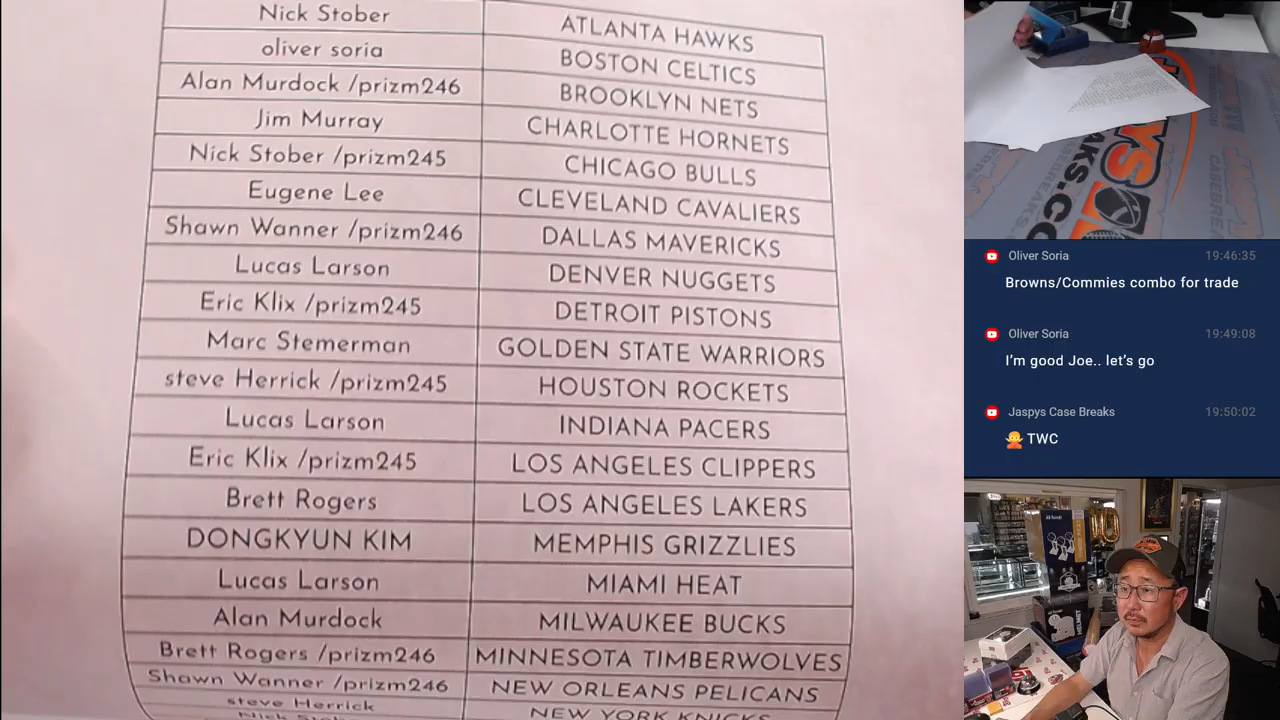 Nick Stober ATLANTA HAWKS
oliver soria BOSTON CELTICS
Alan Murdock /prizm246 BROOKLYN NETS
Jim Murray CHARLOTTE HORNETS
Nick Stober /prizm245 CHICAGO BULLS
Eugene Lee CLEVELAND CAVALIERS
Shawn Wanner /prizm246 DALLAS MAVERICKS
Lucas Larson DENVER NUGGETS
Eric Klix /prizm245 DETROIT PISTONS
Marc Stemerman GOLDEN STATE WARRIORS
steve Herrick /prizm245 HOUSTON ROCKETS
Lucas Larson INDIANA PACERS
Eric Klix /prizm245 LOS ANGELES CLIPPERS
Brett Rogers LOS ANGELES LAKERS
DONGKYUN KIM MEMPHIS GRIZZLIES
Lucas Larson MIAMI HEAT
Alan Murdock MILWAUKEE BUCKS
Brett Rogers /prizm246 MINNESOTA TIMBERWOLVES
Shawn Wanner /prizm246 NEW ORLEANS PELICANS
steve Herrick NEW YORK KNICKS
Oliver Soria 19:46:35
Browns/Commies combo for trade
Oliver Soria 19:49:08
I'm good Joe.. let's go
Jaspys Case Breaks 19:50:02
🙅 TWC